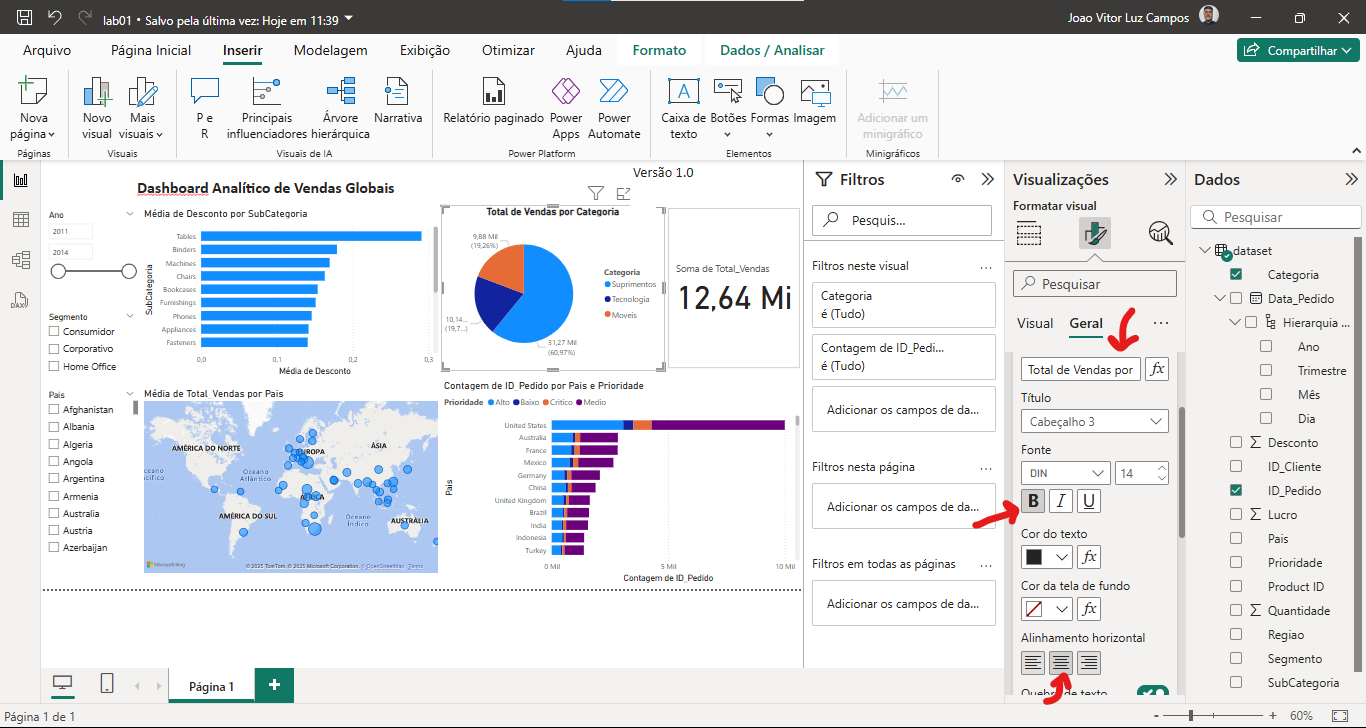 lab01 • Salvo pela última vez: Hoje em 11:39
Joao Vitor Luz Campos
Arquivo
Página Inicial
Inserir
Modelagem
Exibição
Otimizar
Ajuda
Formato
Dados / Analisar
Compartilhar
Nova página
Novo visual
Mais visuais
P e R
Principais influenciadores
Árvore hierárquica
Narrativa
Relatório paginado
Power Apps
Power Automate
Caixa de texto
Botões
Formas
Imagem
Adicionar um minigráfico
Páginas
Visuais
Visuais de IA
Power Platform
Elementos
Minigráficos
Dashboard Analítico de Vendas Globais
Versão 1.0
Ano
2011
2014
Segmento
Consumidor
Corporativo
Home Office
Pais
Afghanistan
Albania
Algeria
Angola
Argentina
Armenia
Australia
Austria
Azerbaijan
Média de Desconto por SubCategoria
SubCategoria
Tables
Binders
Machines
Chairs
Bookcases
Furnishings
Phones
Appliances
Fasteners
0,0
0,1
0,2
0,3
Média de Desconto
Total de Vendas por Categoria
9,88 Mil
(19,26%)
10,14...
(19,7...)
31,27 Mil
(60,97%)
Categoria
Suprimentos
Tecnologia
Moveis
Soma de Total_Vendas
12,64 Mi
Média de Total_Vendas por Pais
AMÉRICA DO NORTE
EUROPA
ÁSIA
Oceano
Atlântico
ÁFRICA
AMÉRICA DO SUL
Oceano
Índico
AUSTRÁLIA
ceano
cífico
Microsoft Bing
© 2025 TomTom, © 2025 Microsoft Corporation, © OpenStreetMap Terms
Contagem de ID_Pedido por Pais e Prioridade
Prioridade
Alto
Baixo
Critico
Medio
Pais
United States
Australia
France
Mexico
Germany
China
United Kingdom
Brazil
India
Indonesia
Turkey
0 Mil
5 Mil
10 Mil
Contagem de ID_Pedido
Filtros
Pesquis...
Filtros neste visual
...
Categoria
é (Tudo)
Contagem de ID_Pedi...
é (Tudo)
Adicionar os campos de da...
Filtros nesta página
...
Adicionar os campos de da...
Filtros em todas as páginas
...
Adicionar os campos de da...
Visualizações
Formatar visual
Pesquisar
Visual
Geral
...
Total de Vendas por
fx
Título
Cabeçalho 3
Fonte
DIN
14
B
I
U
Cor do texto
fx
Cor da tela de fundo
fx
Alinhamento horizontal
Quebra de texto
Dados
Pesquisar
dataset
Categoria
Data_Pedido
Hierarquia ...
Ano
Trimestre
Mês
Dia
Desconto
ID_Cliente
ID_Pedido
Lucro
Pais
Prioridade
Product ID
Quantidade
Regiao
Segmento
SubCategoria
DAX
Página 1
+
Página 1 de 1
-
+
60%